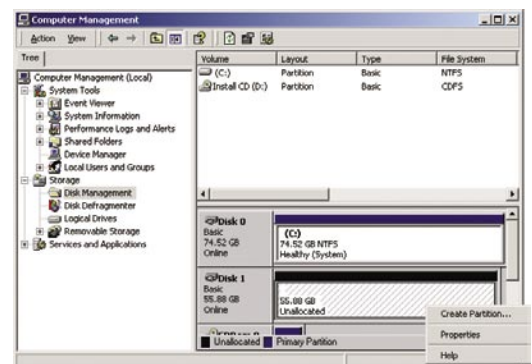 Computer Management
Action View
Tree
Computer Management (Local)
System Tools
Event Viewer
System Information
Performance Logs and Alerts
Shared Folders
Device Manager
Local Users and Groups
Storage
Disk Management
Disk Defragmenter
Logical Drives
Removable Storage
Services and Applications
Volume Layout Type File System
(C:) Partition Basic NTFS
Install CD (D:) Partition Basic CDFS
Disk 0
Basic
74.52 GB
Online
(C:)
74.52 GB NTFS
Healthy (System)
Disk 1
Basic
55.88 GB
Online
55.88 GB
Unallocated
Unallocated Primary Partition
Create Partition...
Properties
Help